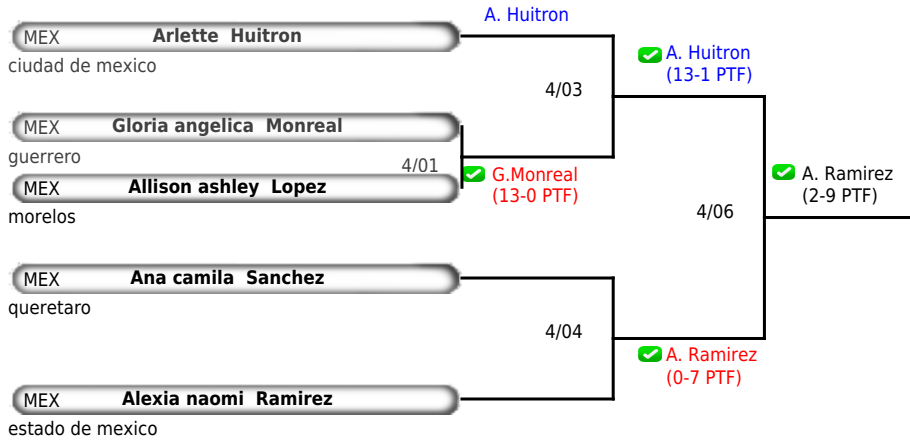 A. Huitron
MEX Arlette Huitron
ciudad de mexico
A. Huitron
(13-1 PTF)
4/03
MEX Gloria angelica Monreal
guerrero
4/01
G.Monreal
(13-0 PTF)
MEX Allison ashley Lopez
morelos
A. Ramirez
(2-9 PTF)
4/06
MEX Ana camila Sanchez
queretaro
4/04
A. Ramirez
(0-7 PTF)
MEX Alexia naomi Ramirez
estado de mexico